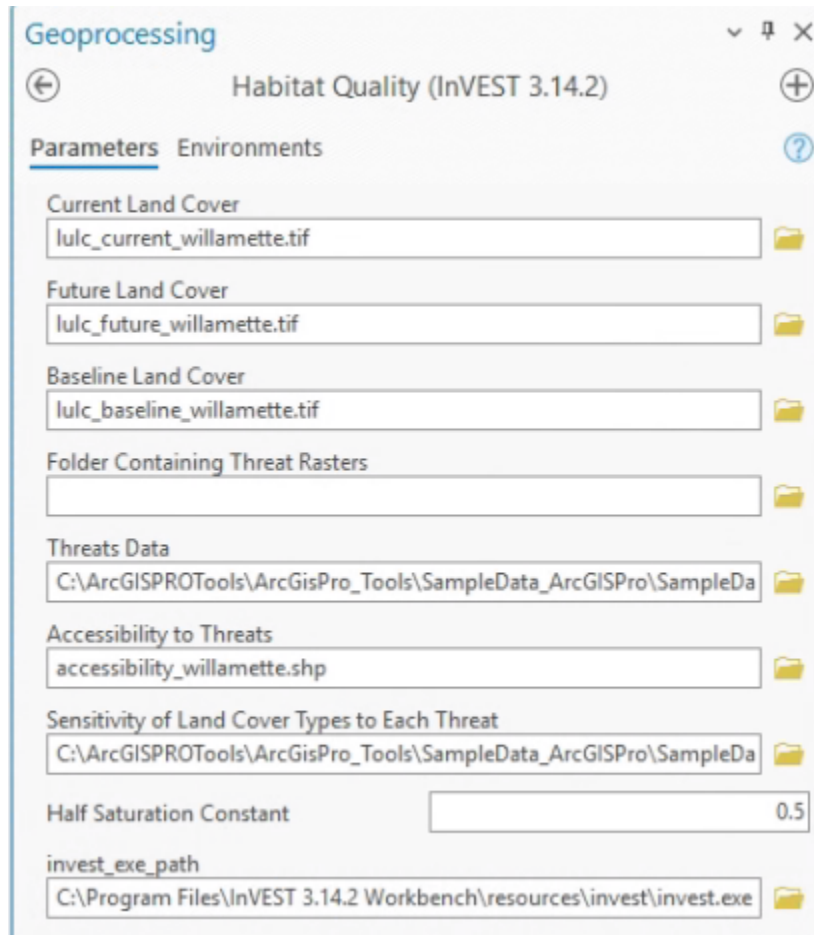 Geoprocessing
Habitat Quality (InVEST 3.14.2)
Parameters Environments
Current Land Cover
lulc_current_willamette.tif
Future Land Cover
lulc_future_willamette.tif
Baseline Land Cover
lulc_baseline_willamette.tif
Folder Containing Threat Rasters
Threats Data
C:\ArcGISPROTools\ArcGisPro_Tools\SampleData_ArcGISPro\SampleDa
Accessibility to Threats
accessibility_willamette.shp
Sensitivity of Land Cover Types to Each Threat
C:\ArcGISPROTools\ArcGisPro_Tools\SampleData_ArcGISPro\SampleDa
Half Saturation Constant 0.5
invest_exe_path
C:\Program Files\InVEST 3.14.2 Workbench\resources\invest\invest.exe